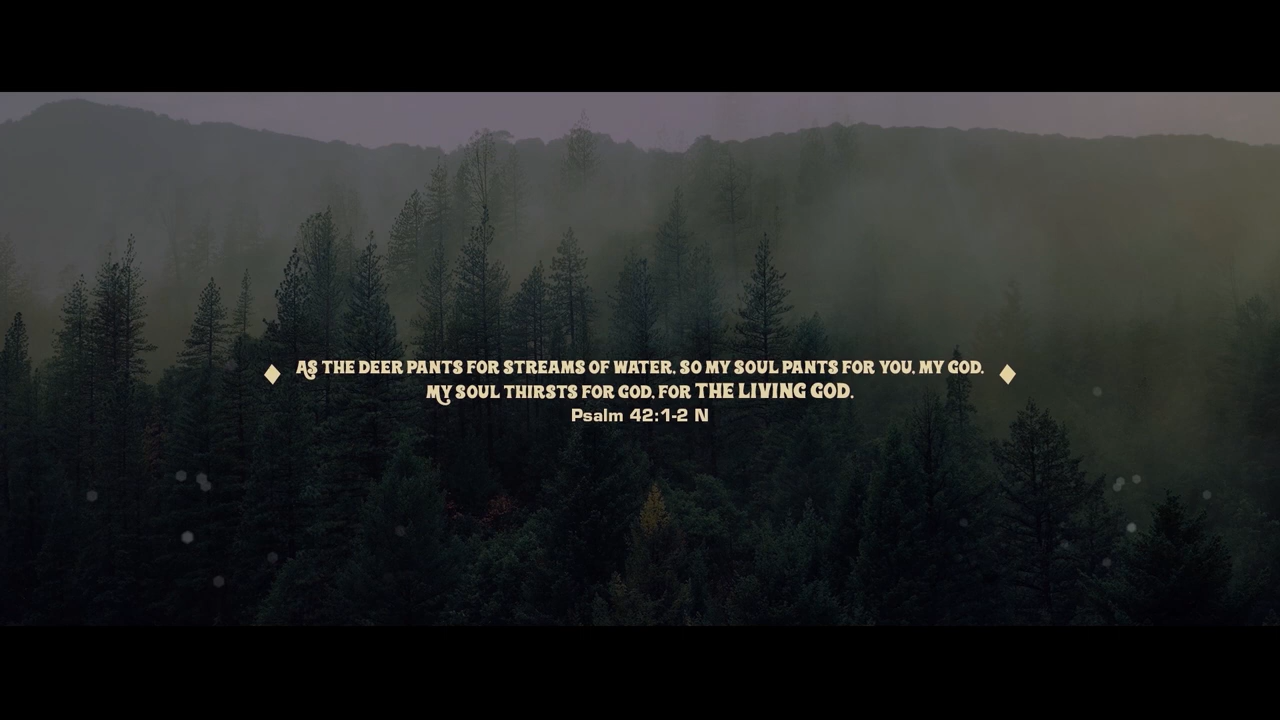 AS THE DEER PANTS FOR STREAMS OF WATER, SO MY SOUL PANTS FOR YOU, MY GOD.
MY SOUL THIRSTS FOR GOD, FOR THE LIVING GOD.
Psalm 42:1-2 N